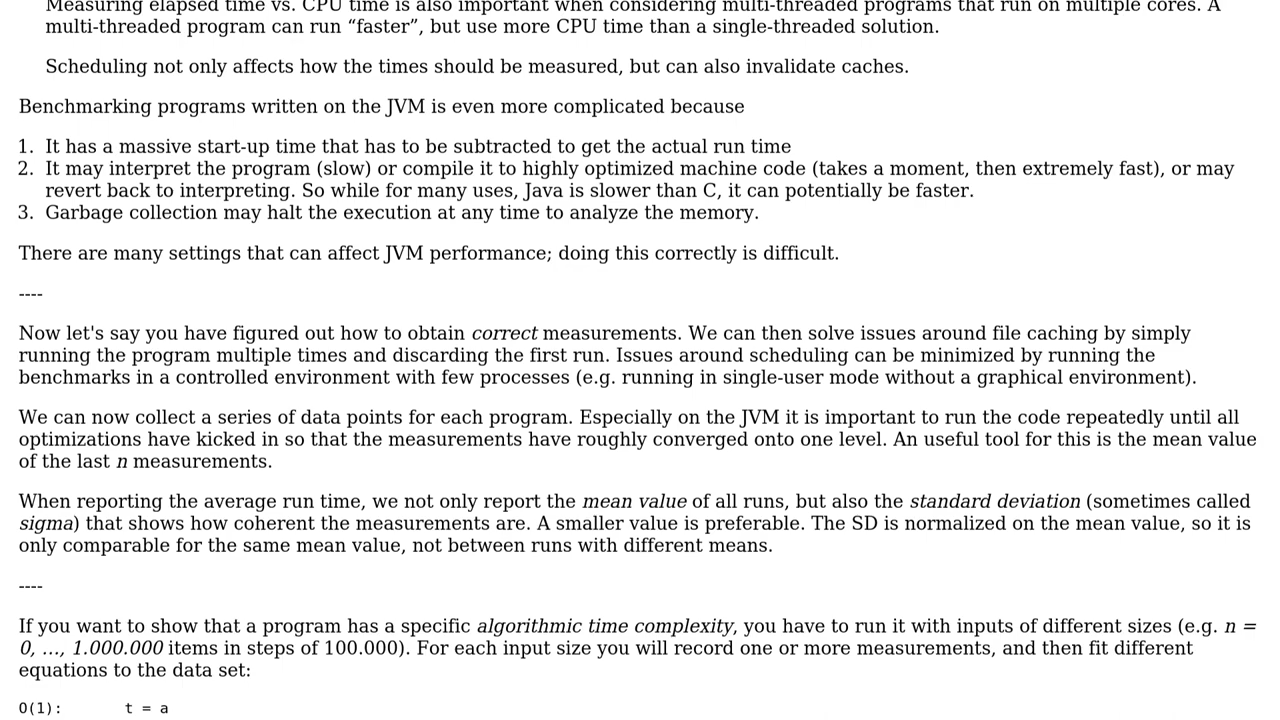 Measuring elapsed time vs. CPU time is also important when considering multi-threaded programs that run on multiple cores. A
multi-threaded program can run “faster”, but use more CPU time than a single-threaded solution.
Scheduling not only affects how the times should be measured, but can also invalidate caches.
Benchmarking programs written on the JVM is even more complicated because
1. It has a massive start-up time that has to be subtracted to get the actual run time
2. It may interpret the program (slow) or compile it to highly optimized machine code (takes a moment, then extremely fast), or may
revert back to interpreting. So while for many uses, Java is slower than C, it can potentially be faster.
3. Garbage collection may halt the execution at any time to analyze the memory.
There are many settings that can affect JVM performance; doing this correctly is difficult.
----
Now let's say you have figured out how to obtain correct measurements. We can then solve issues around file caching by simply
running the program multiple times and discarding the first run. Issues around scheduling can be minimized by running the
benchmarks in a controlled environment with few processes (e.g. running in single-user mode without a graphical environment).
We can now collect a series of data points for each program. Especially on the JVM it is important to run the code repeatedly until all
optimizations have kicked in so that the measurements have roughly converged onto one level. An useful tool for this is the mean value
of the last n measurements.
When reporting the average run time, we not only report the mean value of all runs, but also the standard deviation (sometimes called
sigma) that shows how coherent the measurements are. A smaller value is preferable. The SD is normalized on the mean value, so it is
only comparable for the same mean value, not between runs with different means.
----
If you want to show that a program has a specific algorithmic time complexity, you have to run it with inputs of different sizes (e.g. n =
0, …, 1.000.000 items in steps of 100.000). For each input size you will record one or more measurements, and then fit different
equations to the data set:
O(1): t = a